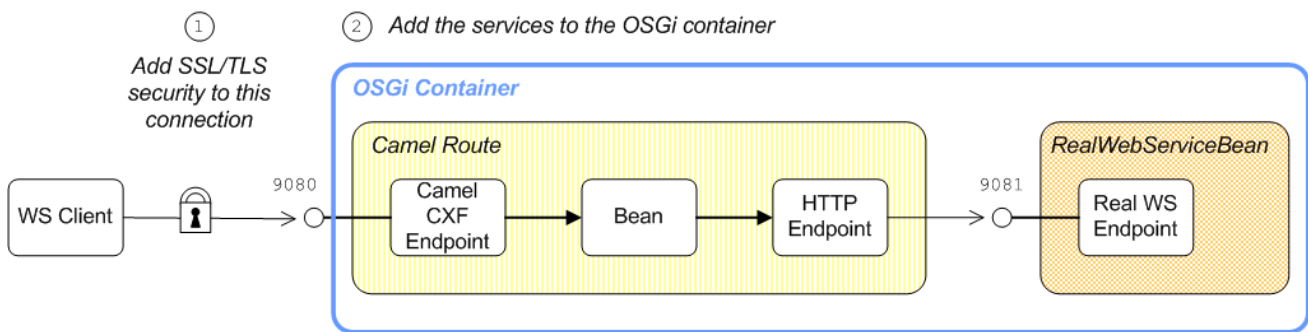 1
Add SSL/TLS
security to this
connection
2 Add the services to the OSGi container
OSGi Container
Camel Route
RealWebServiceBean
WS Client
9080
Camel
CXF
Endpoint
Bean
HTTP
Endpoint
9081
Real WS
Endpoint